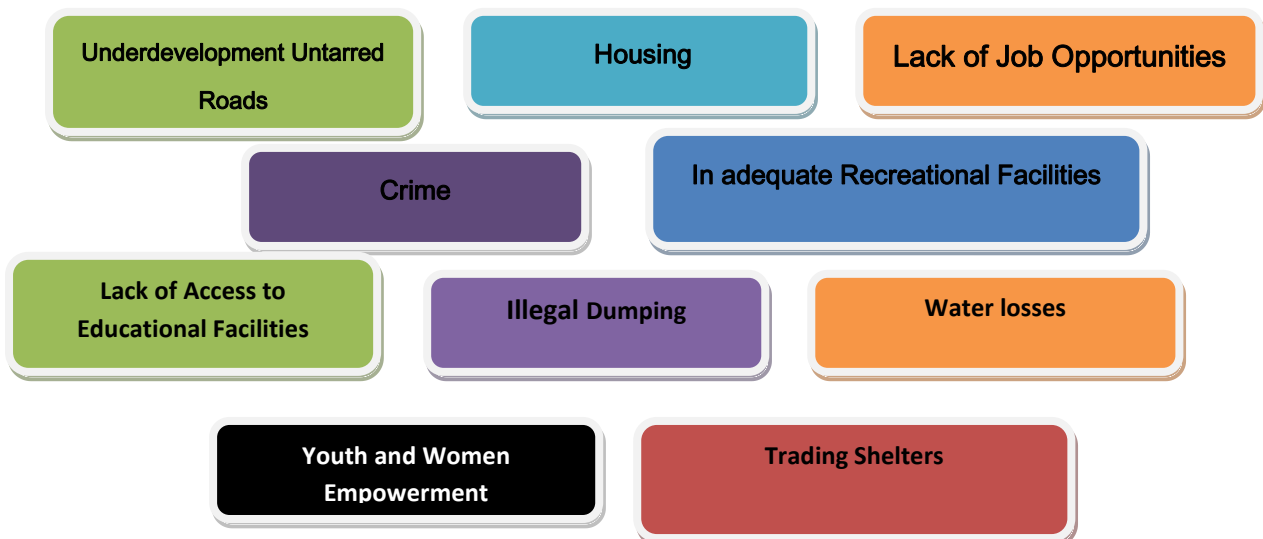 Underdevelopment Untarred
Roads
Housing
Lack of Job Opportunities
Crime
In adequate Recreational Facilities
Lack of Access to
Educational Facilities
Illegal Dumping
Water losses
Youth and Women
Empowerment
Trading Shelters